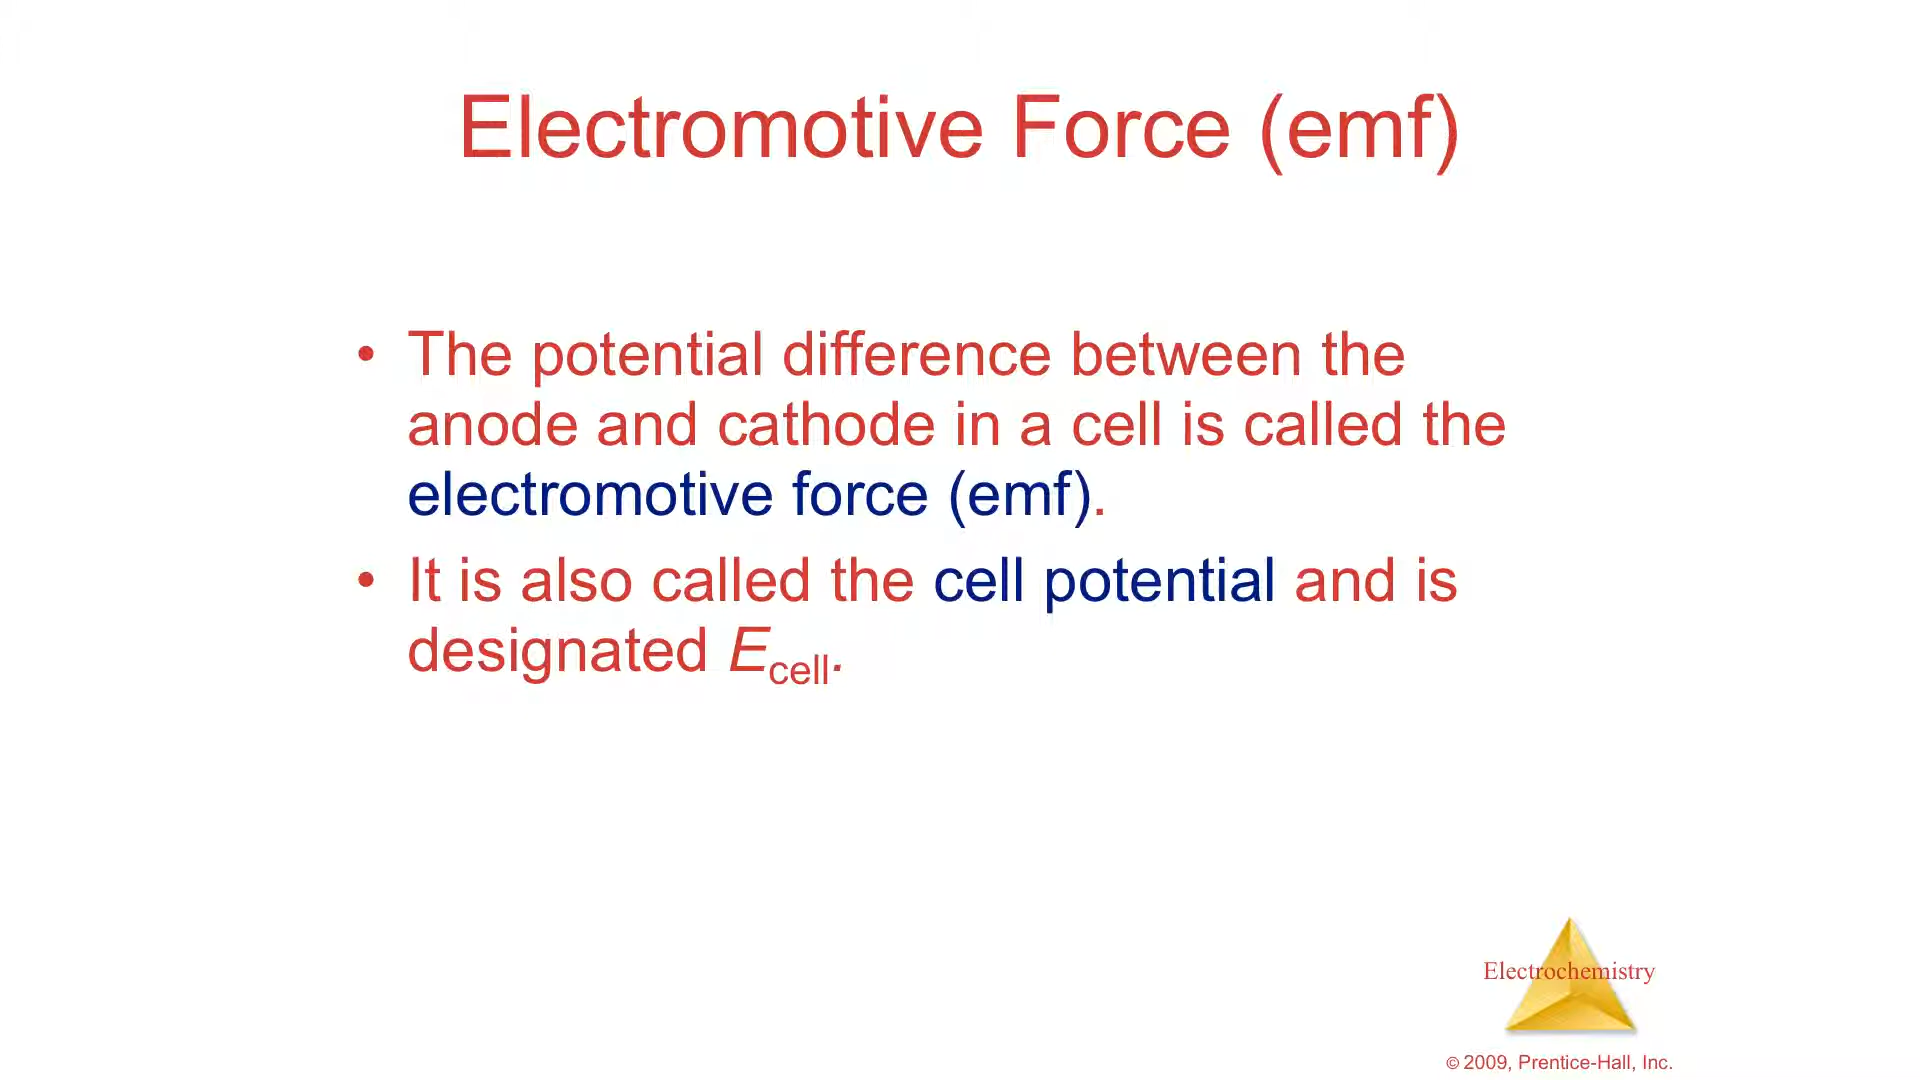 Electromotive Force (emf)
• The potential difference between the
anode and cathode in a cell is called the
electromotive force (emf).
• It is also called the cell potential and is
designated Ecell.
Electrochemistry
© 2009, Prentice-Hall, Inc.